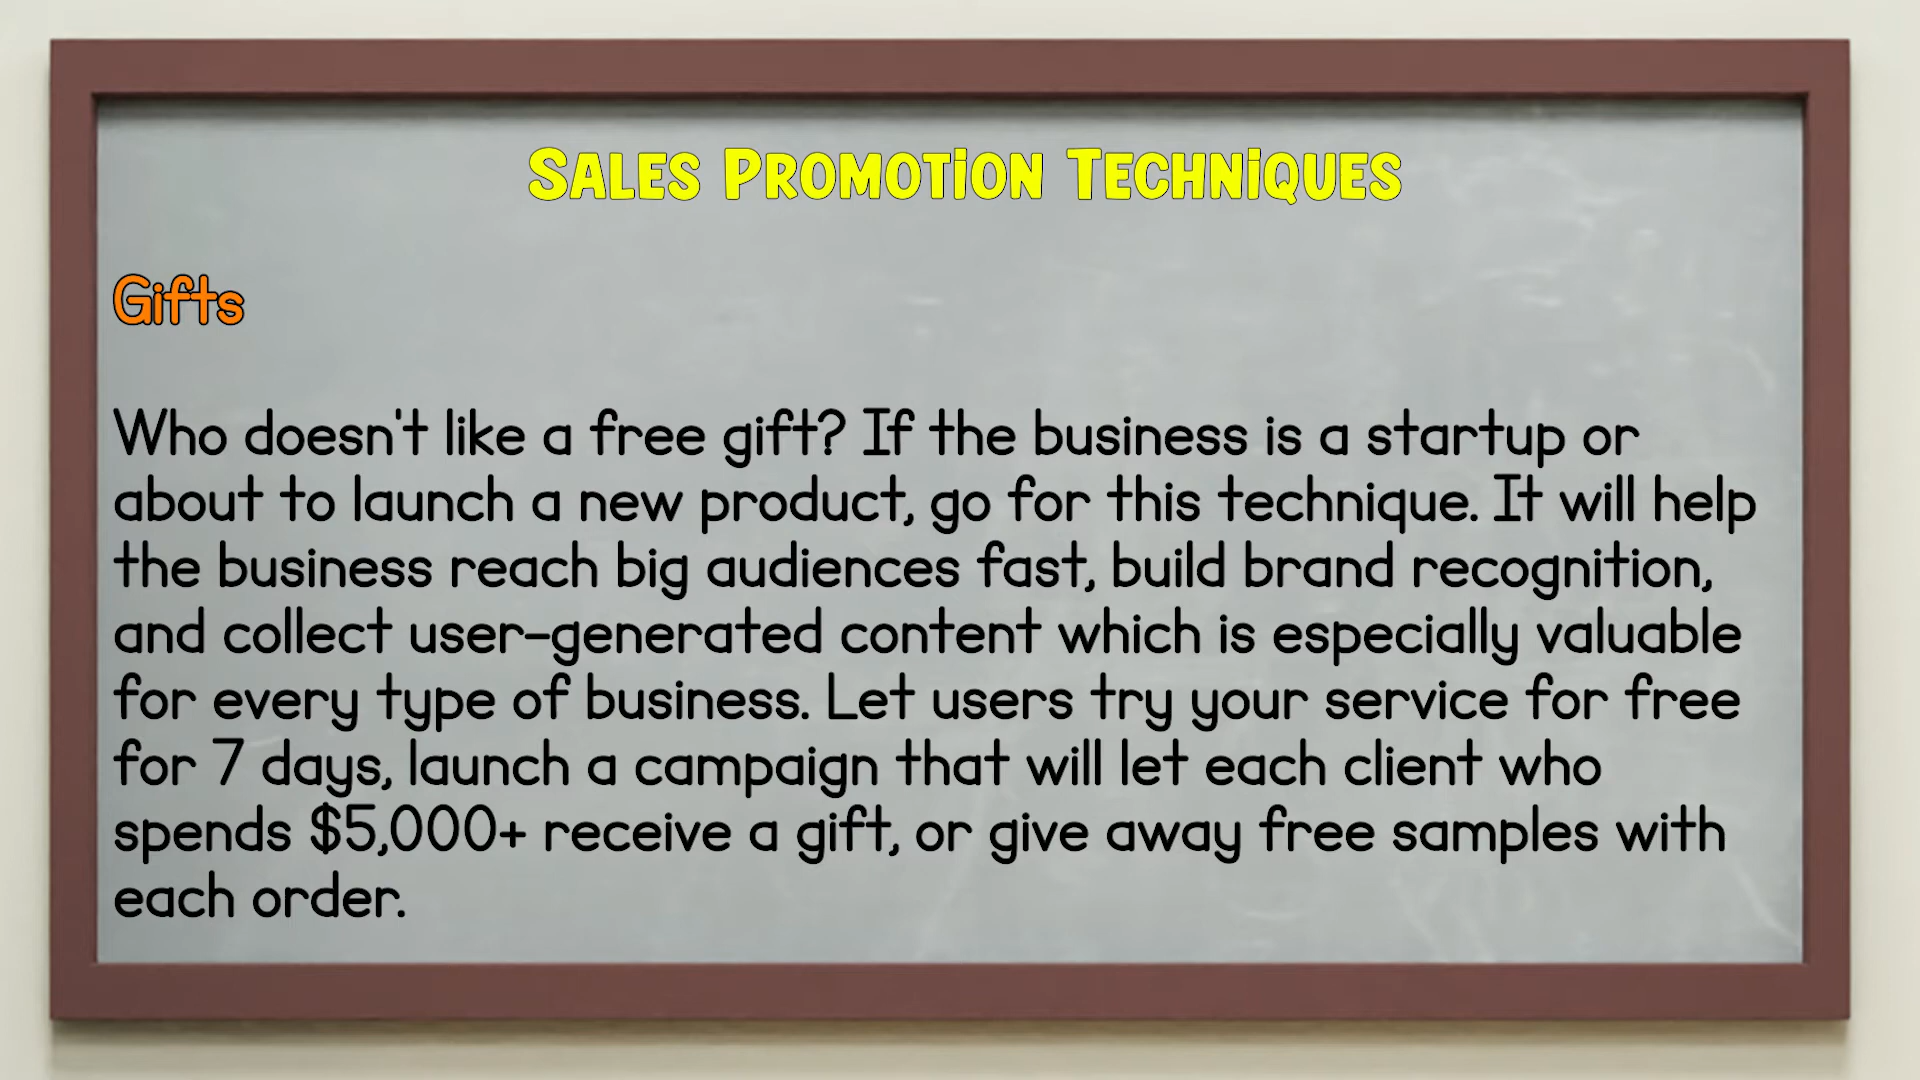 Sales Promotion Techniques
Gifts
Who doesn't like a free gift? If the business is a startup or
about to launch a new product, go for this technique. It will help
the business reach big audiences fast, build brand recognition,
and collect user-generated content which is especially valuable
for every type of business. Let users try your service for free
for 7 days, launch a campaign that will let each client who
spends $5,000+ receive a gift, or give away free samples with
each order.